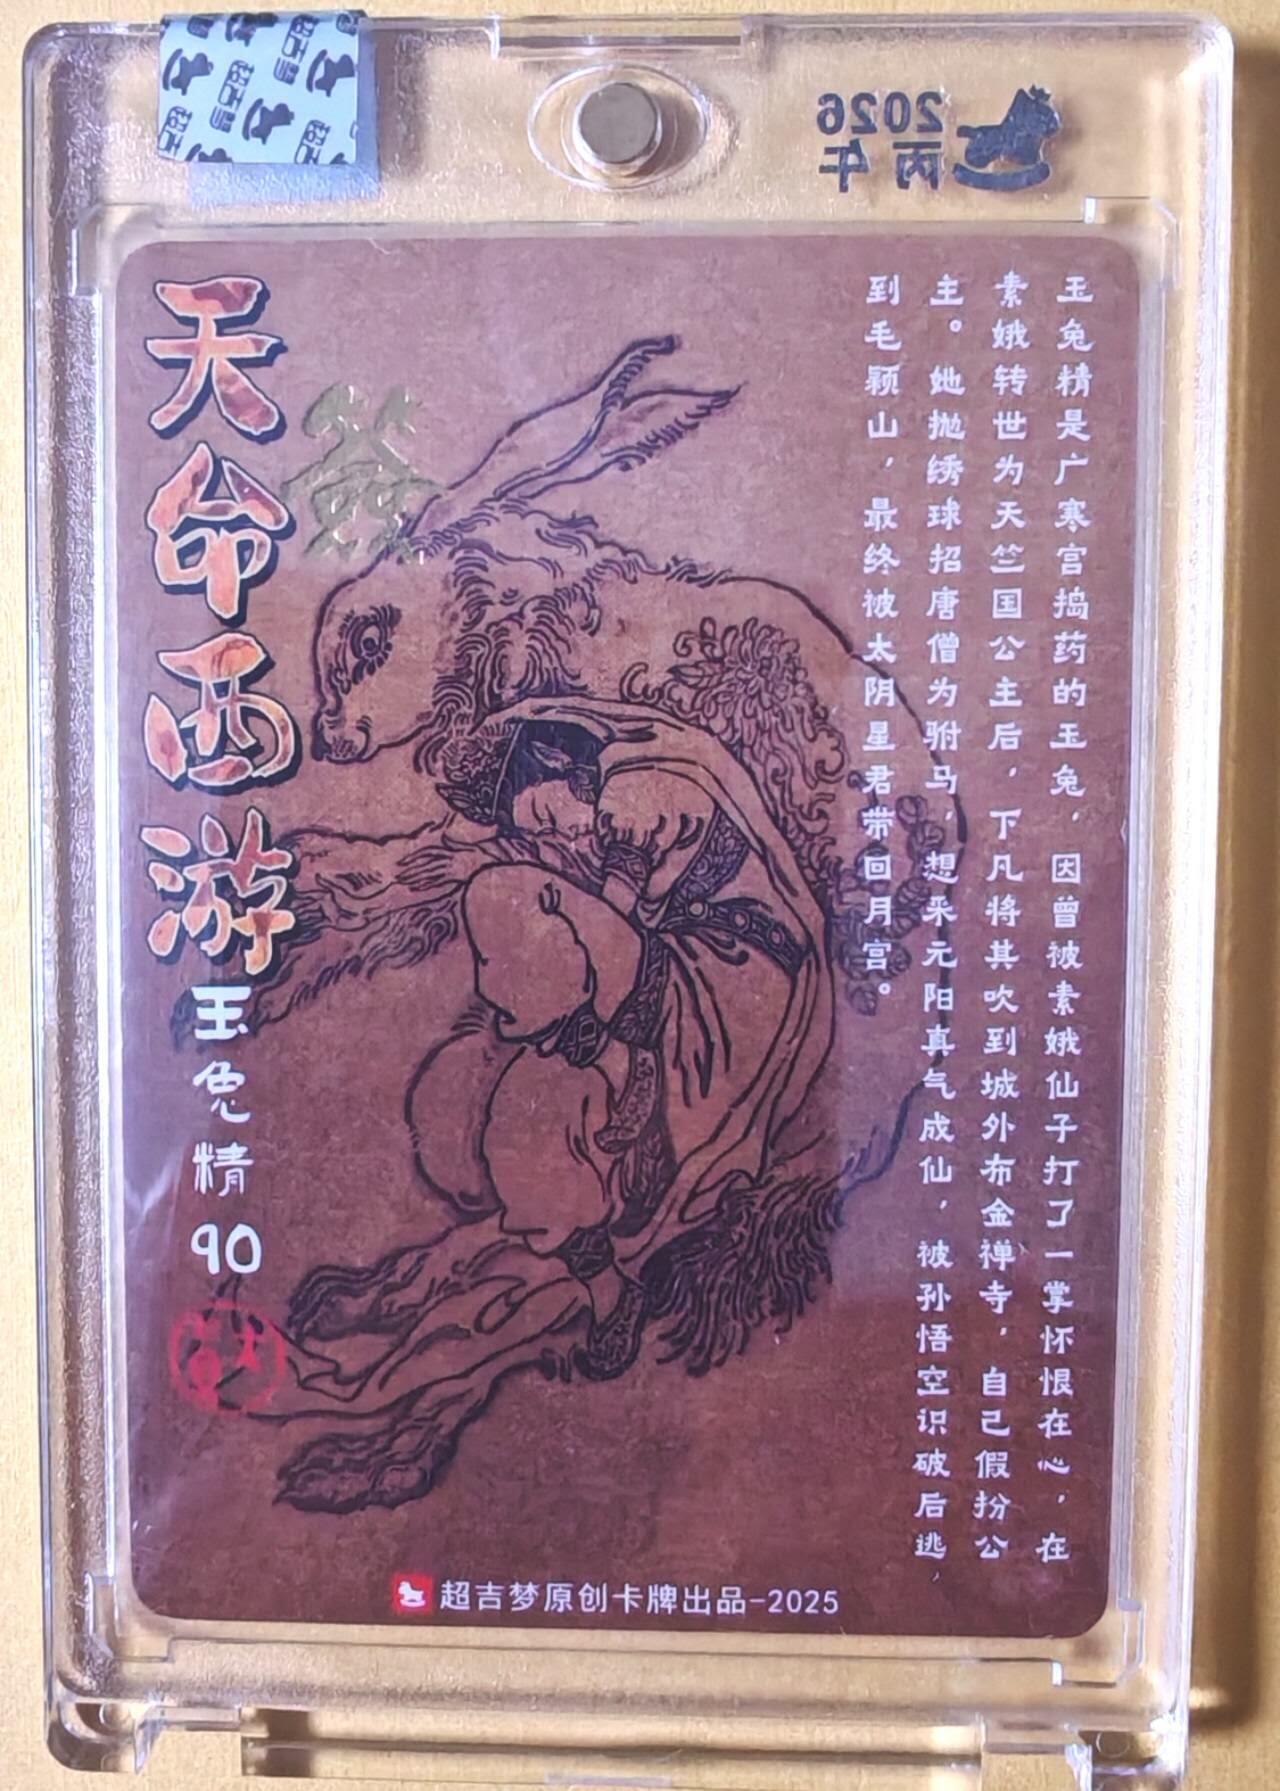 2026
丙午
玉兔精是广寒宫捣药的玉兔，因曾被素娥仙子打了一掌怀恨在心，在
素娥转世为天竺国公主后，下凡将其吹到城外布金禅寺，自己假扮公
主。她抛绣球招唐僧为驸马，想采元阳真气成仙，被孙悟空识破后逃
到毛颖山，最终被太阴星君带回月宫。
天命西游
玉兔精
90
超吉梦原创卡牌出品-2025